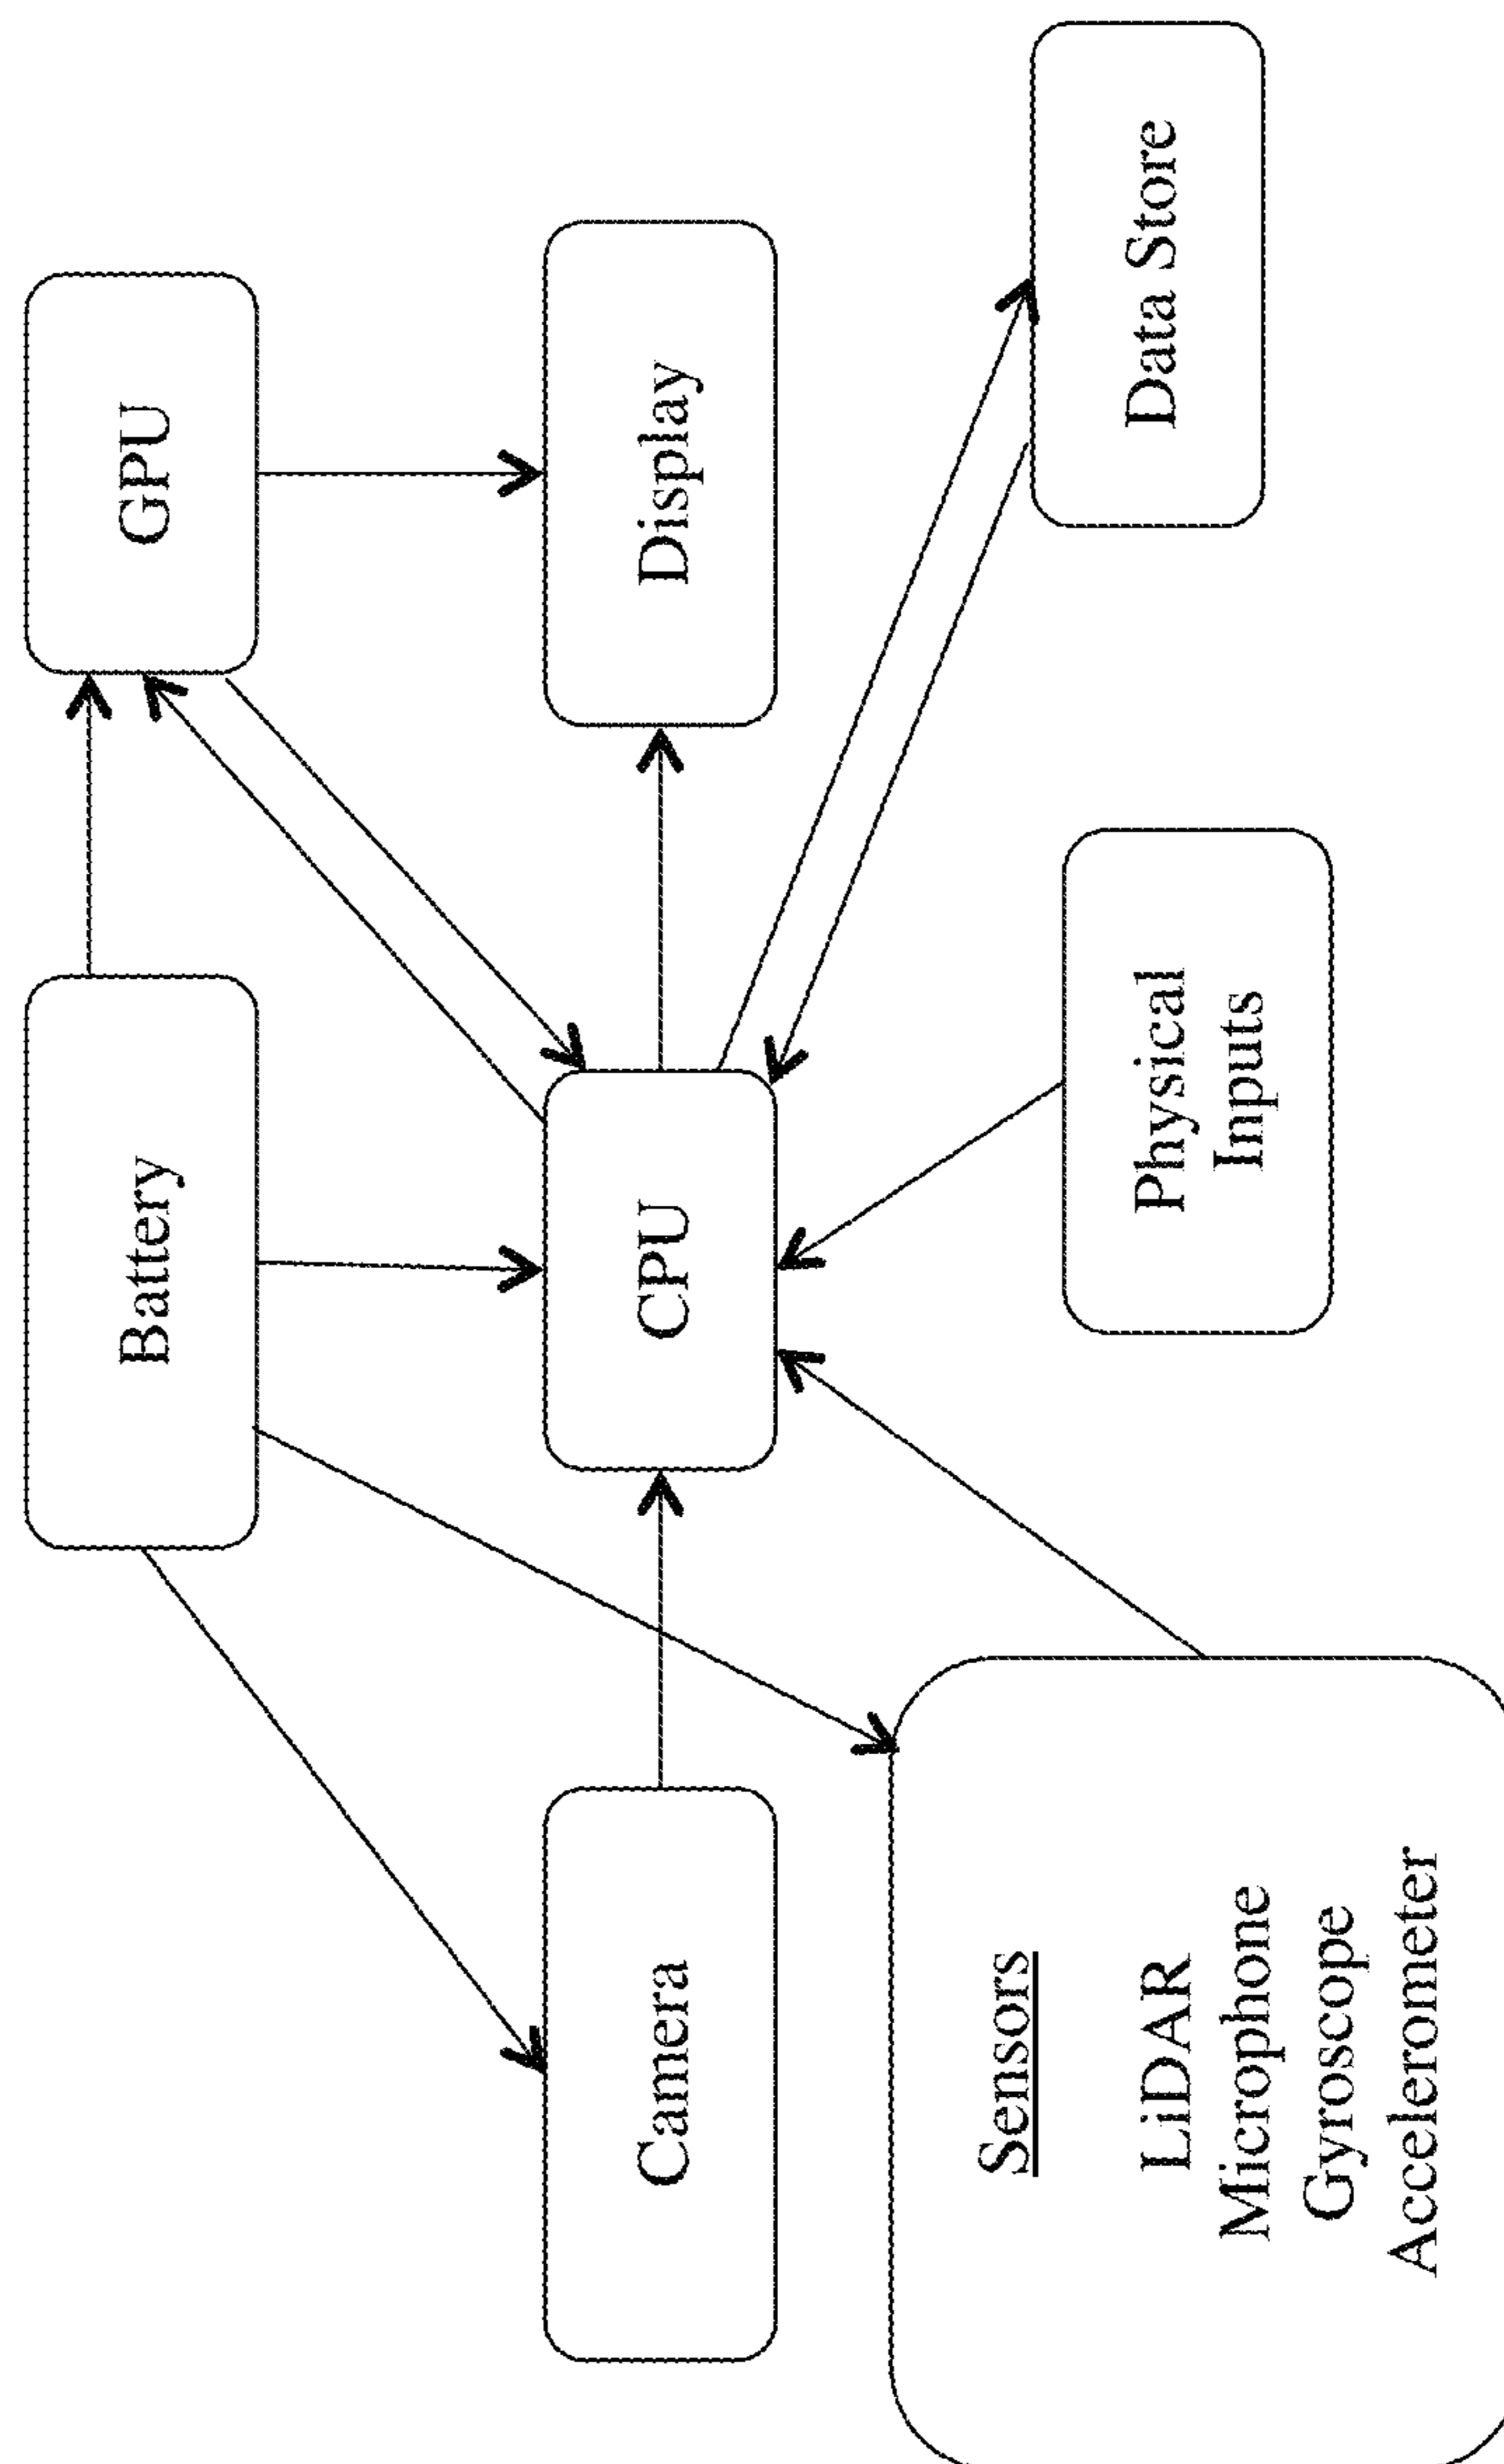 Battery
GPU
Camera
CPU
Display
Sensors
LiDAR
Microphone
Gyroscope
Accelerometer
Physical
Inputs
Data Store